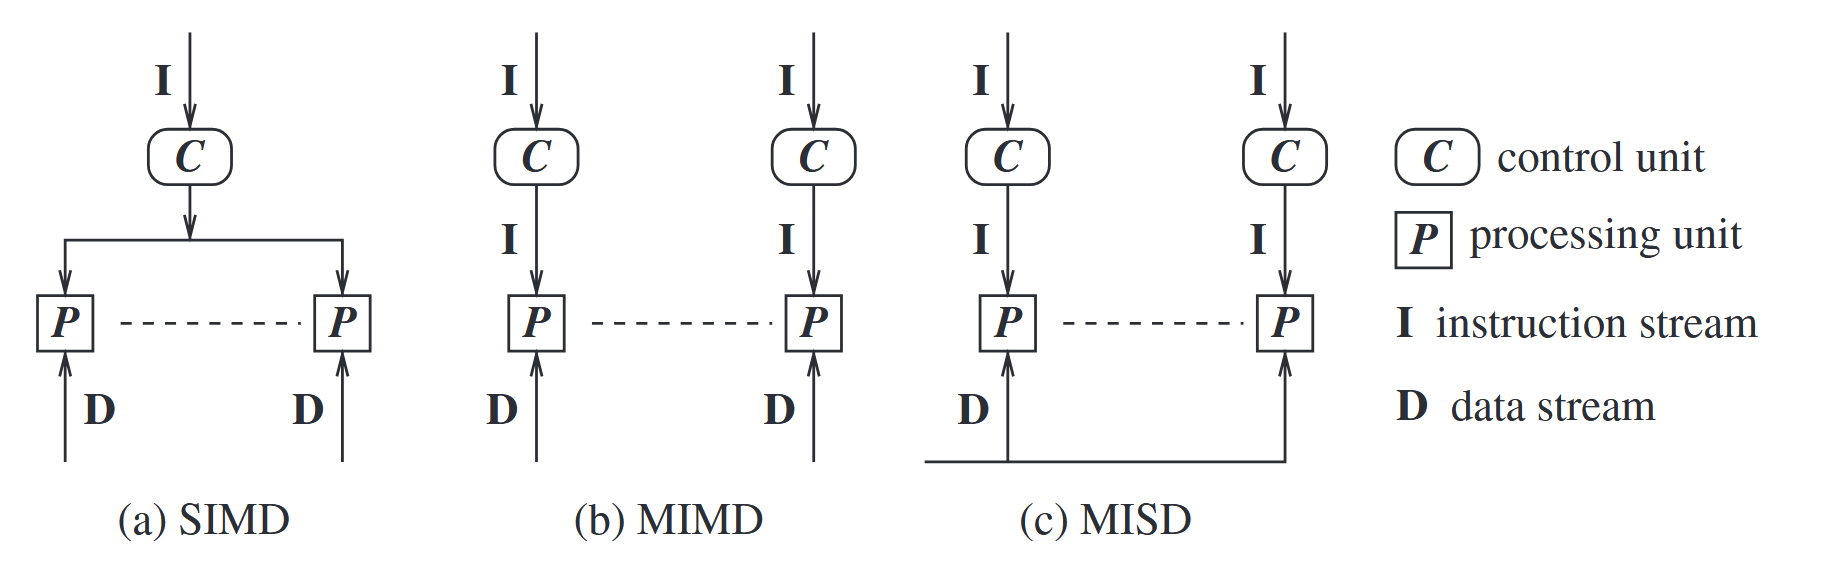 I I I I I
C C C C C C control unit
I I I I
P processing unit
P P P P P P I instruction stream
D D D D D D data stream
(a) SIMD (b) MIMD (c) MISD